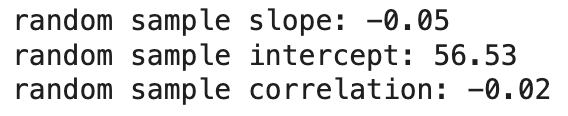 random sample slope: -0.05
random sample intercept: 56.53
random sample correlation: -0.02